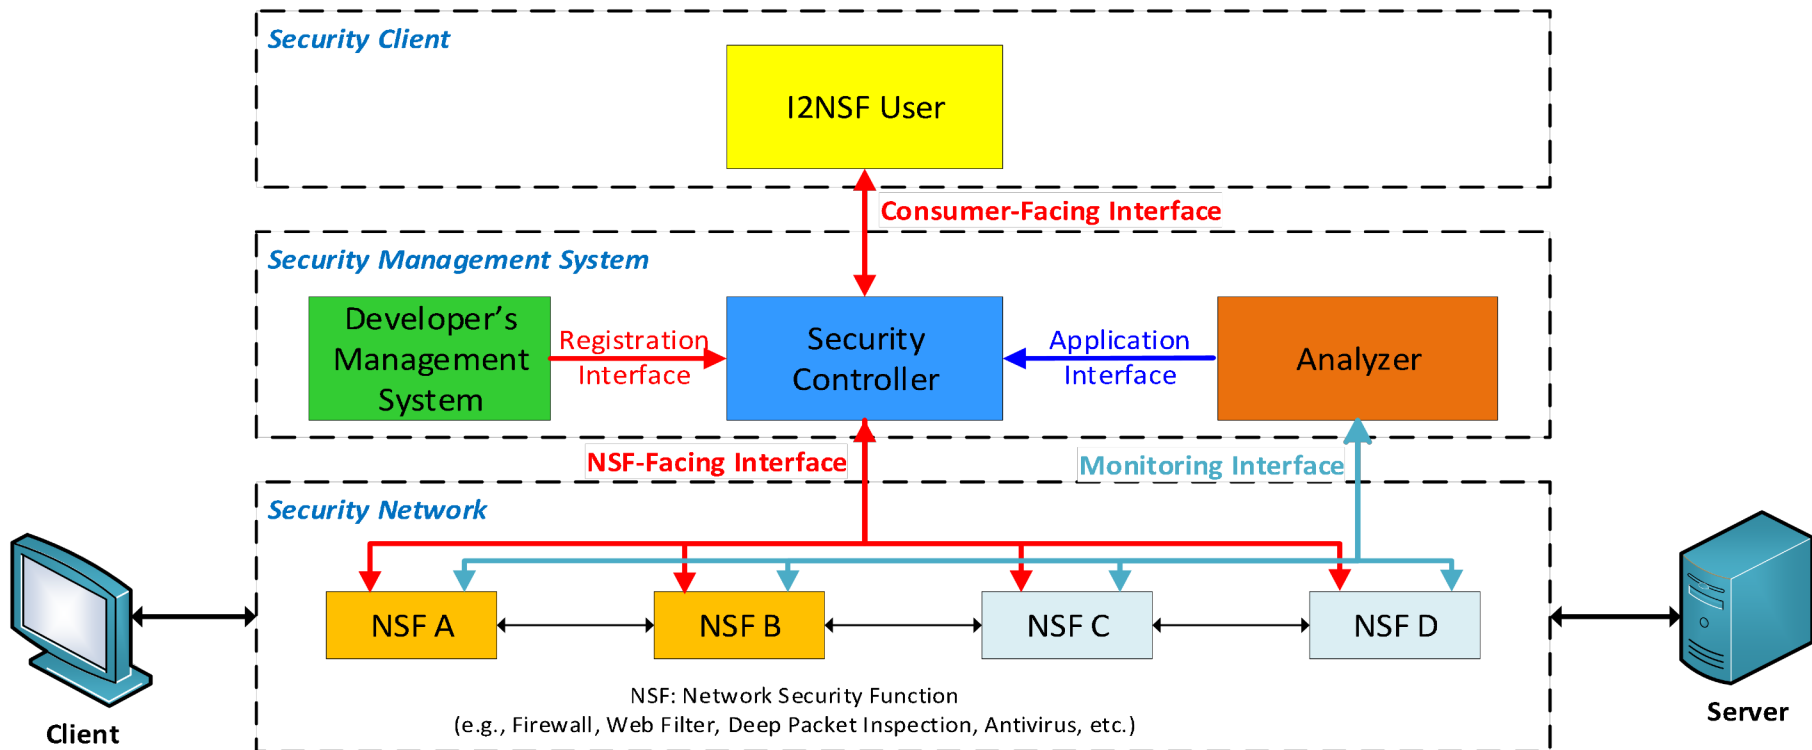 Security Client
I2NSF User
Consumer-Facing Interface
Security Management System
Developer's
Management
System
Registration
Interface
Security
Controller
Application
Interface
Analyzer
NSF-Facing Interface
Monitoring Interface
Security Network
NSF A
NSF B
NSF C
NSF D
NSF: Network Security Function
(e.g., Firewall, Web Filter, Deep Packet Inspection, Antivirus, etc.)
Client
Server